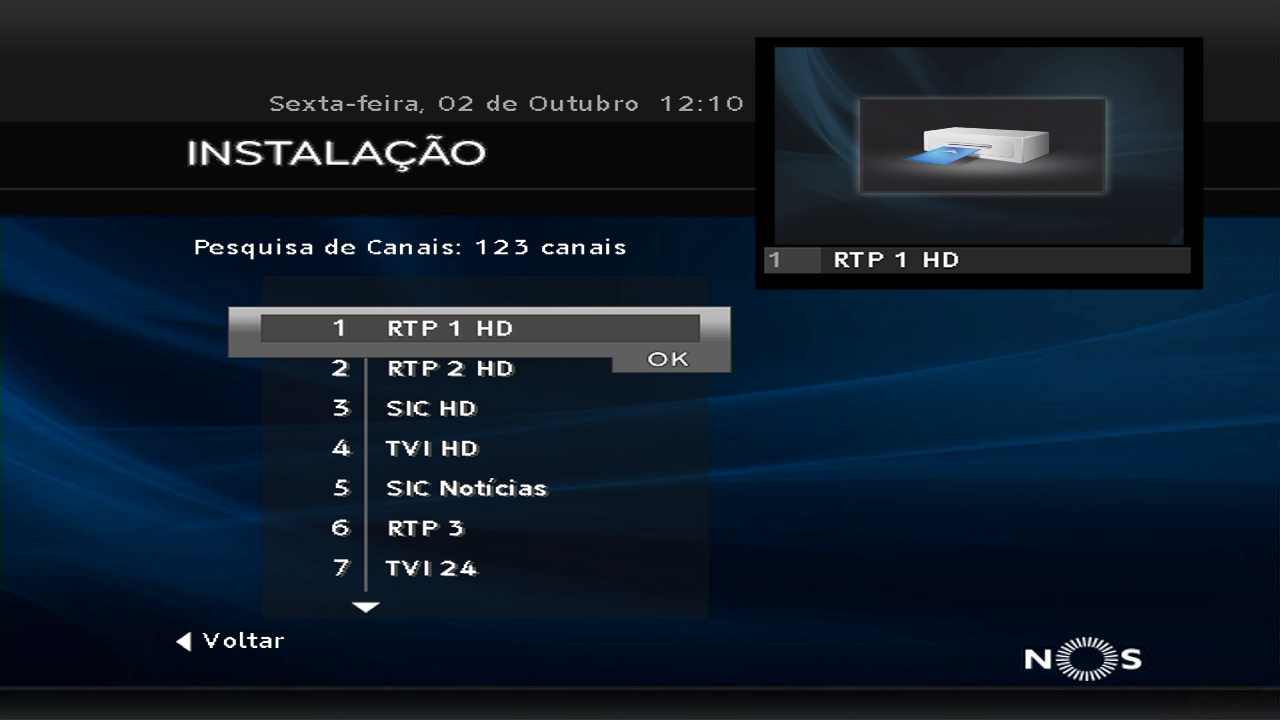 Sexta-feira, 02 de Outubro 12:10
INSTALAÇÃO
Pesquisa de Canais: 123 canais
1 RTP 1 HD
1 RTP 1 HD
OK
2 RTP 2 HD
3 SIC HD
4 TVI HD
5 SIC Notícias
6 RTP 3
7 TVI 24
Voltar
NOS